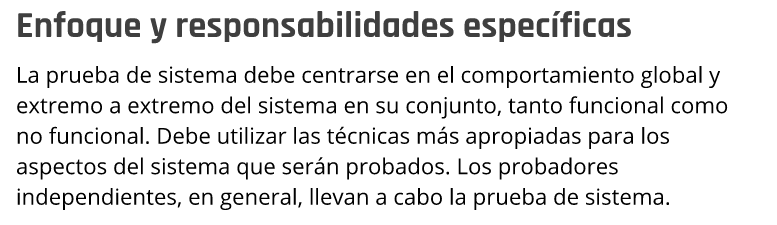 Enfoque y responsabilidades específicas
La prueba de sistema debe centrarse en el comportamiento global y
extremo a extremo del sistema en su conjunto, tanto funcional como
no funcional. Debe utilizar las técnicas más apropiadas para los
aspectos del sistema que serán probados. Los probadores
independientes, en general, llevan a cabo la prueba de sistema.